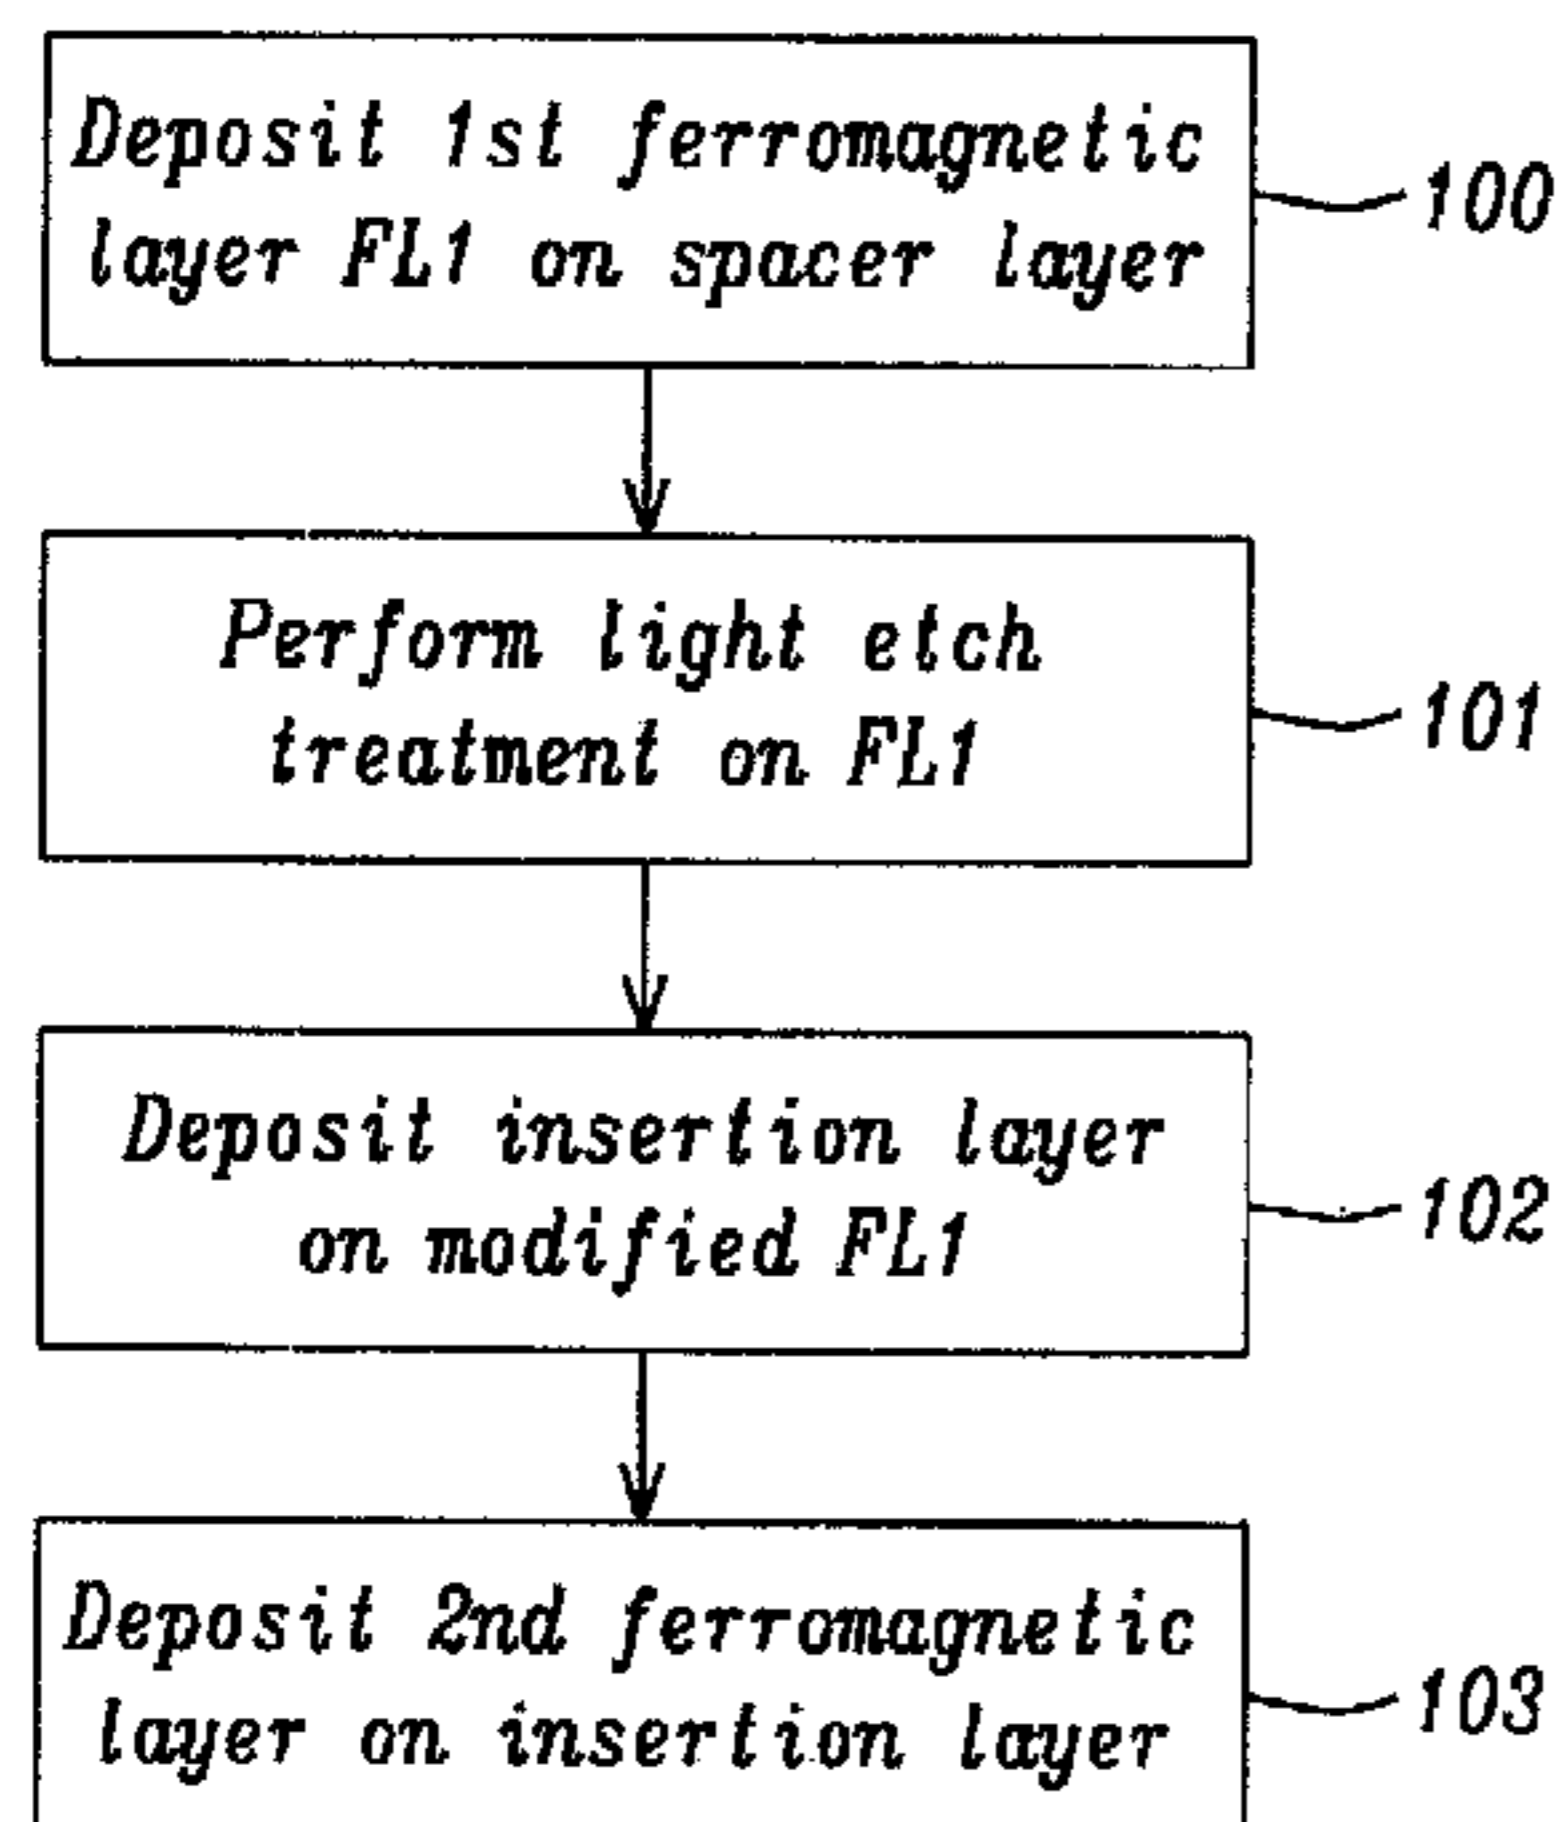 Deposit 1st ferromagnetic
layer FL1 on spacer layer
100
Perform light etch
treatment on FL1
101
Deposit insertion layer
on modified FL1
102
Deposit 2nd ferromagnetic
layer on insertion layer
103